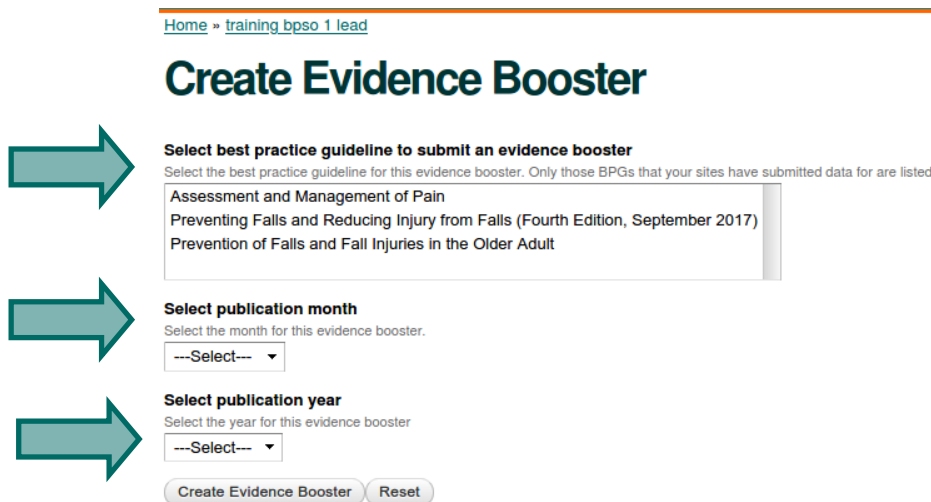 Home » training bpso 1 lead
Create Evidence Booster
Select best practice guideline to submit an evidence booster
Select the best practice guideline for this evidence booster. Only those BPGs that your sites have submitted data for are listed
Assessment and Management of Pain
Preventing Falls and Reducing Injury from Falls (Fourth Edition, September 2017)
Prevention of Falls and Fall Injuries in the Older Adult
Select publication month
Select the month for this evidence booster.
---Select---
Select publication year
Select the year for this evidence booster
---Select---
Create Evidence Booster Reset